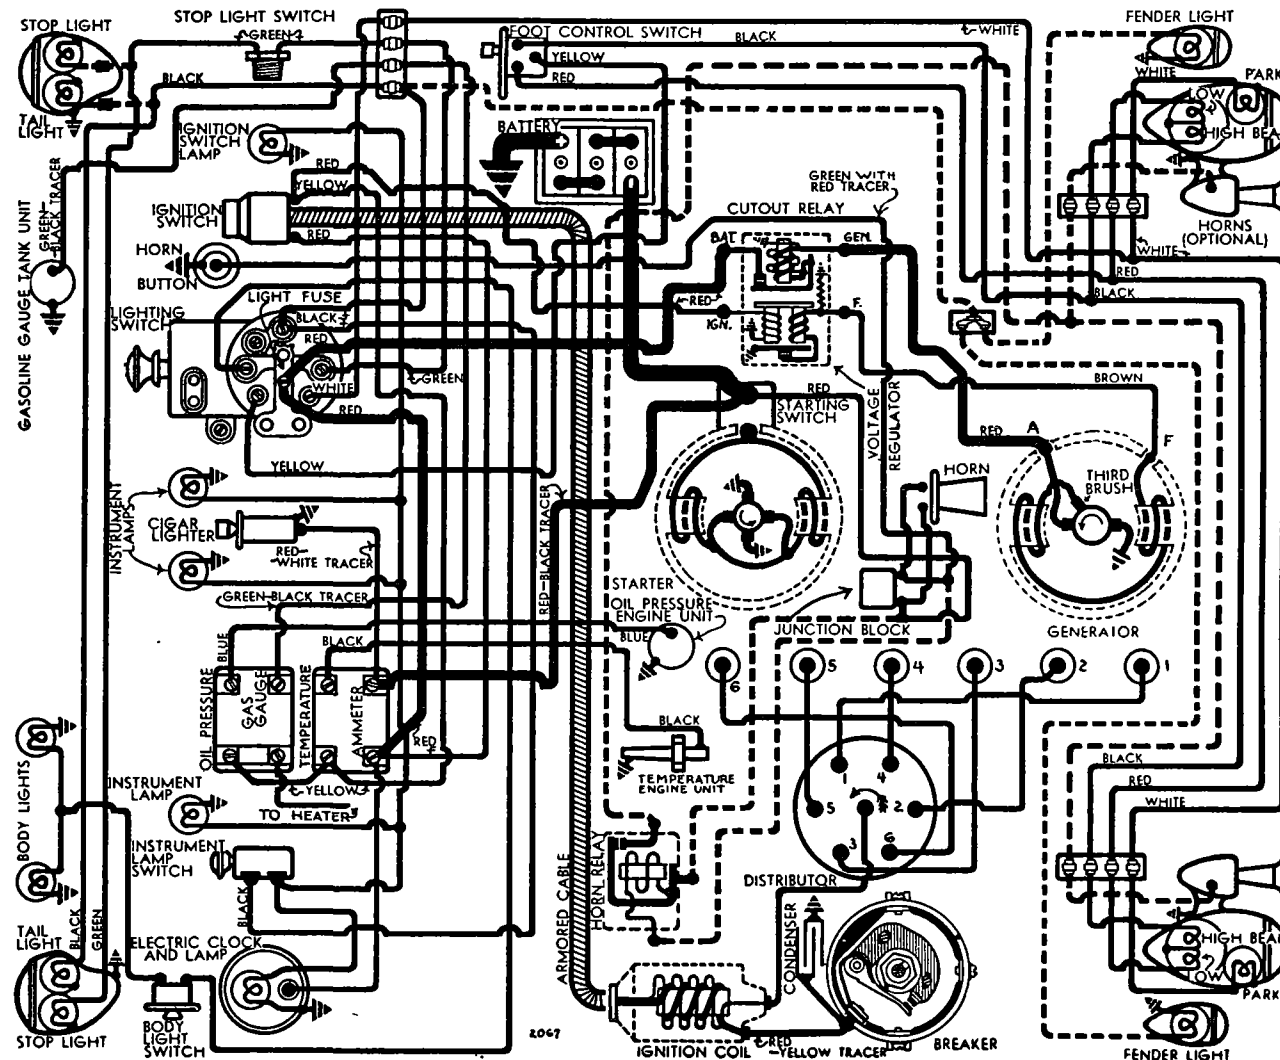 STOP LIGHT
STOP LIGHT SWITCH
GREEN
FOOT CONTROL SWITCH
BLACK
WHITE
FENDER LIGHT
YELLOW
RED
WHITE
PARK
LOW
HIGH BEA
BLACK
TAIL
LIGHT
IGNITION
SWITCH
LAMP
BATTERY
RED
YELLOW
GREEN WITH
RED TRACER
GASOLINE GAUGE TANK UNIT
GREEN-
-BLACK TRACER
IGNITION
SWITCH
RED
CUTOUT RELAY
HORNS
(OPTIONAL)
HORN
BUTTON
BAT.
GEN.
WHITE
RED
BLACK
LIGHT FUSE
LIGHTING
SWITCH
BLACK
RED
RED
IGN.
F.
GREEN
WHITE
RED
RED
STARTING
SWITCH
VOLTAGE
REGULATOR
BROWN
RED
A
F
YELLOW
THIRD
BRUSH
HORN
INSTRUMENT
LAMPS
CIGAR
LIGHTER
RED-
-WHITE TRACER
RED-BLACK TRACER
GREEN-BLACK TRACER
STARTER
OIL PRESSURE
ENGINE UNIT
BLUE
JUNCTION BLOCK
GENERATOR
BLUE
BLACK
6
5
4
3
2
1
OIL PRESSURE
GAS
GAUGE
TEMPERATURE
AMMETER
RED
BLACK
TEMPERATURE
ENGINE UNIT
1
4
5
2
3
6
BLACK
RED
WHITE
YELLOW
TO HEATER
BODY LIGHTS
INSTRUMENT
LAMP
INSTRUMENT
LAMP
SWITCH
BLACK
ARMORED CABLE
HORN RELAY
DISTRIBUTOR
CONDENSER
TAIL
LIGHT
BLACK
GREEN
ELECTRIC CLOCK
AND LAMP
HIGH BEA
LOW
PARK
STOP LIGHT
BODY
LIGHT
SWITCH
2067
IGNITION COIL
RED
-YELLOW TRACER
BREAKER
FENDER LIGHT